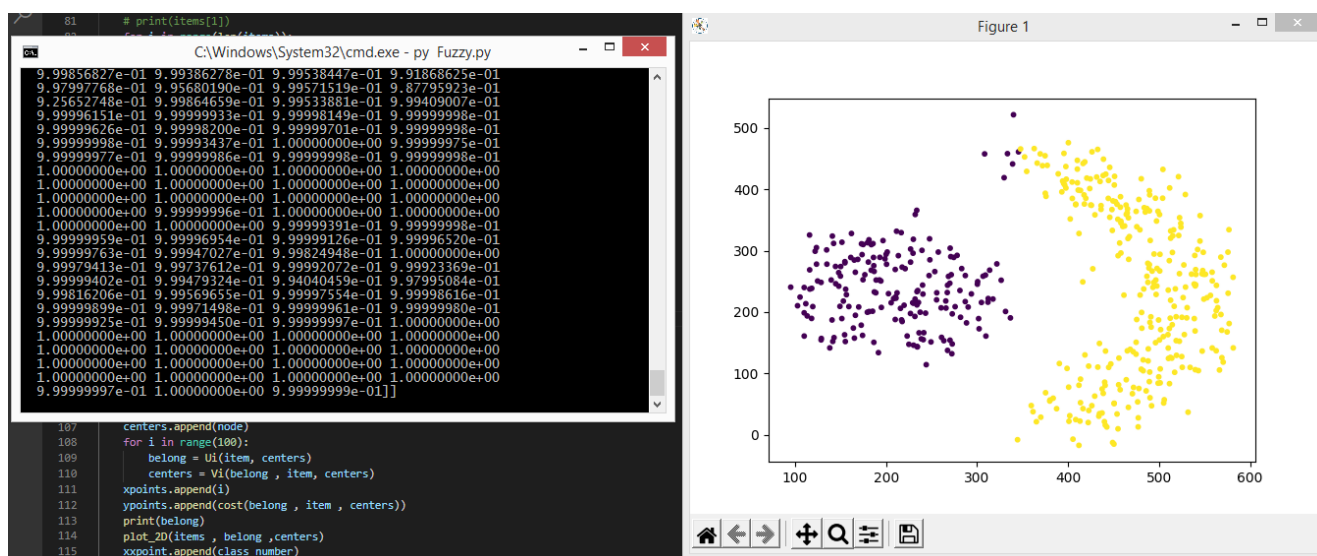 81 # print(items[1])
C:\Windows\System32\cmd.exe - py Fuzzy.py
9.99856827e-01 9.99386278e-01 9.99538447e-01 9.91868625e-01
9.97997768e-01 9.95680190e-01 9.99571519e-01 9.87795923e-01
9.25652748e-01 9.99864659e-01 9.99533881e-01 9.99409007e-01
9.99996151e-01 9.99999933e-01 9.99998149e-01 9.99999998e-01
9.99999626e-01 9.99998200e-01 9.99999701e-01 9.99999998e-01
9.99999998e-01 9.99993437e-01 1.00000000e+00 9.99999975e-01
9.99999977e-01 9.99999986e-01 9.99999998e-01 9.99999998e-01
1.00000000e+00 1.00000000e+00 1.00000000e+00 1.00000000e+00
1.00000000e+00 1.00000000e+00 1.00000000e+00 1.00000000e+00
1.00000000e+00 1.00000000e+00 1.00000000e+00 1.00000000e+00
1.00000000e+00 9.99999996e-01 1.00000000e+00 1.00000000e+00
1.00000000e+00 1.00000000e+00 9.99999391e-01 9.99999998e-01
9.99999959e-01 9.99996954e-01 9.99999126e-01 9.99996520e-01
9.99999763e-01 9.99947027e-01 9.99824948e-01 1.00000000e+00
9.99979413e-01 9.99737612e-01 9.99992072e-01 9.99923369e-01
9.99999402e-01 9.99479324e-01 9.94040459e-01 9.97995084e-01
9.99816206e-01 9.99569655e-01 9.99997554e-01 9.99998616e-01
9.99999899e-01 9.99971498e-01 9.99999961e-01 9.99999980e-01
9.99999925e-01 9.99999450e-01 9.99999997e-01 1.00000000e+00
1.00000000e+00 1.00000000e+00 1.00000000e+00 1.00000000e+00
1.00000000e+00 1.00000000e+00 1.00000000e+00 1.00000000e+00
1.00000000e+00 1.00000000e+00 1.00000000e+00 1.00000000e+00
1.00000000e+00 1.00000000e+00 1.00000000e+00 1.00000000e+00
9.99999997e-01 1.00000000e+00 9.99999999e-01]]
107 centers.append(node)
108 for i in range(100):
109 belong = Ui(item, centers)
110 centers = Vi(belong , item, centers)
111 xpoints.append(i)
112 ypoints.append(cost(belong , item , centers))
113 print(belong)
114 plot_2D(items , belong ,centers)
115 xxpoint.append(class_number)
Figure 1
500
400
300
200
100
0
100 200 300 400 500 600